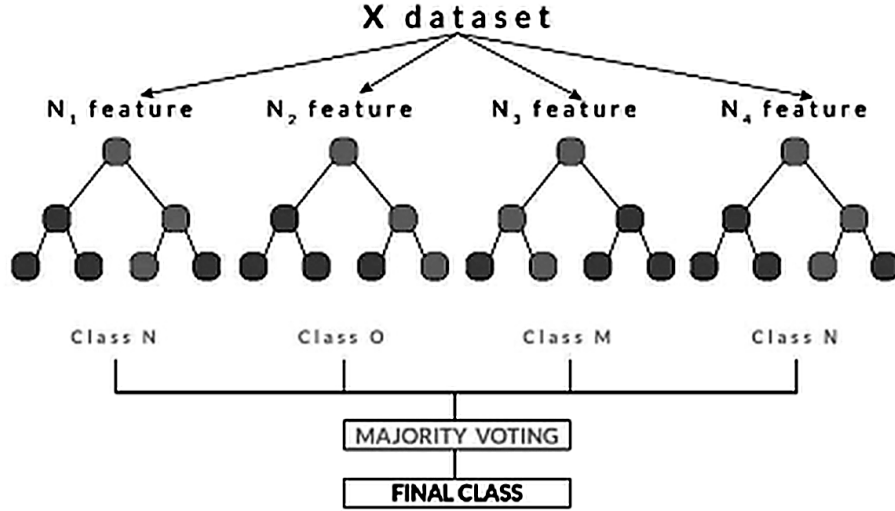 X dataset
N₁ feature N₂ feature N₃ feature N₄ feature
Class N Class O Class M Class N
MAJORITY VOTING
FINAL CLASS